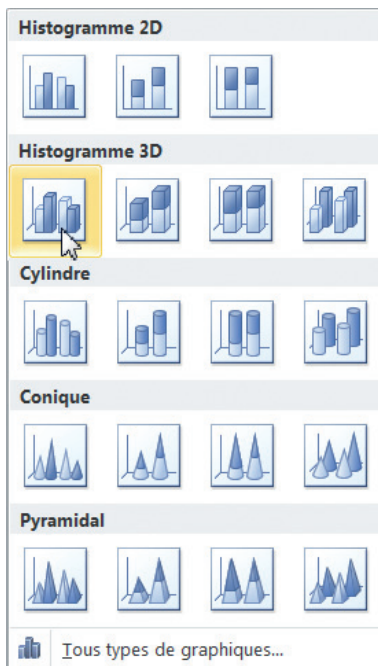 Histogramme 2D
Histogramme 3D
Cylindre
Conique
Pyramidal
Tous types de graphiques...